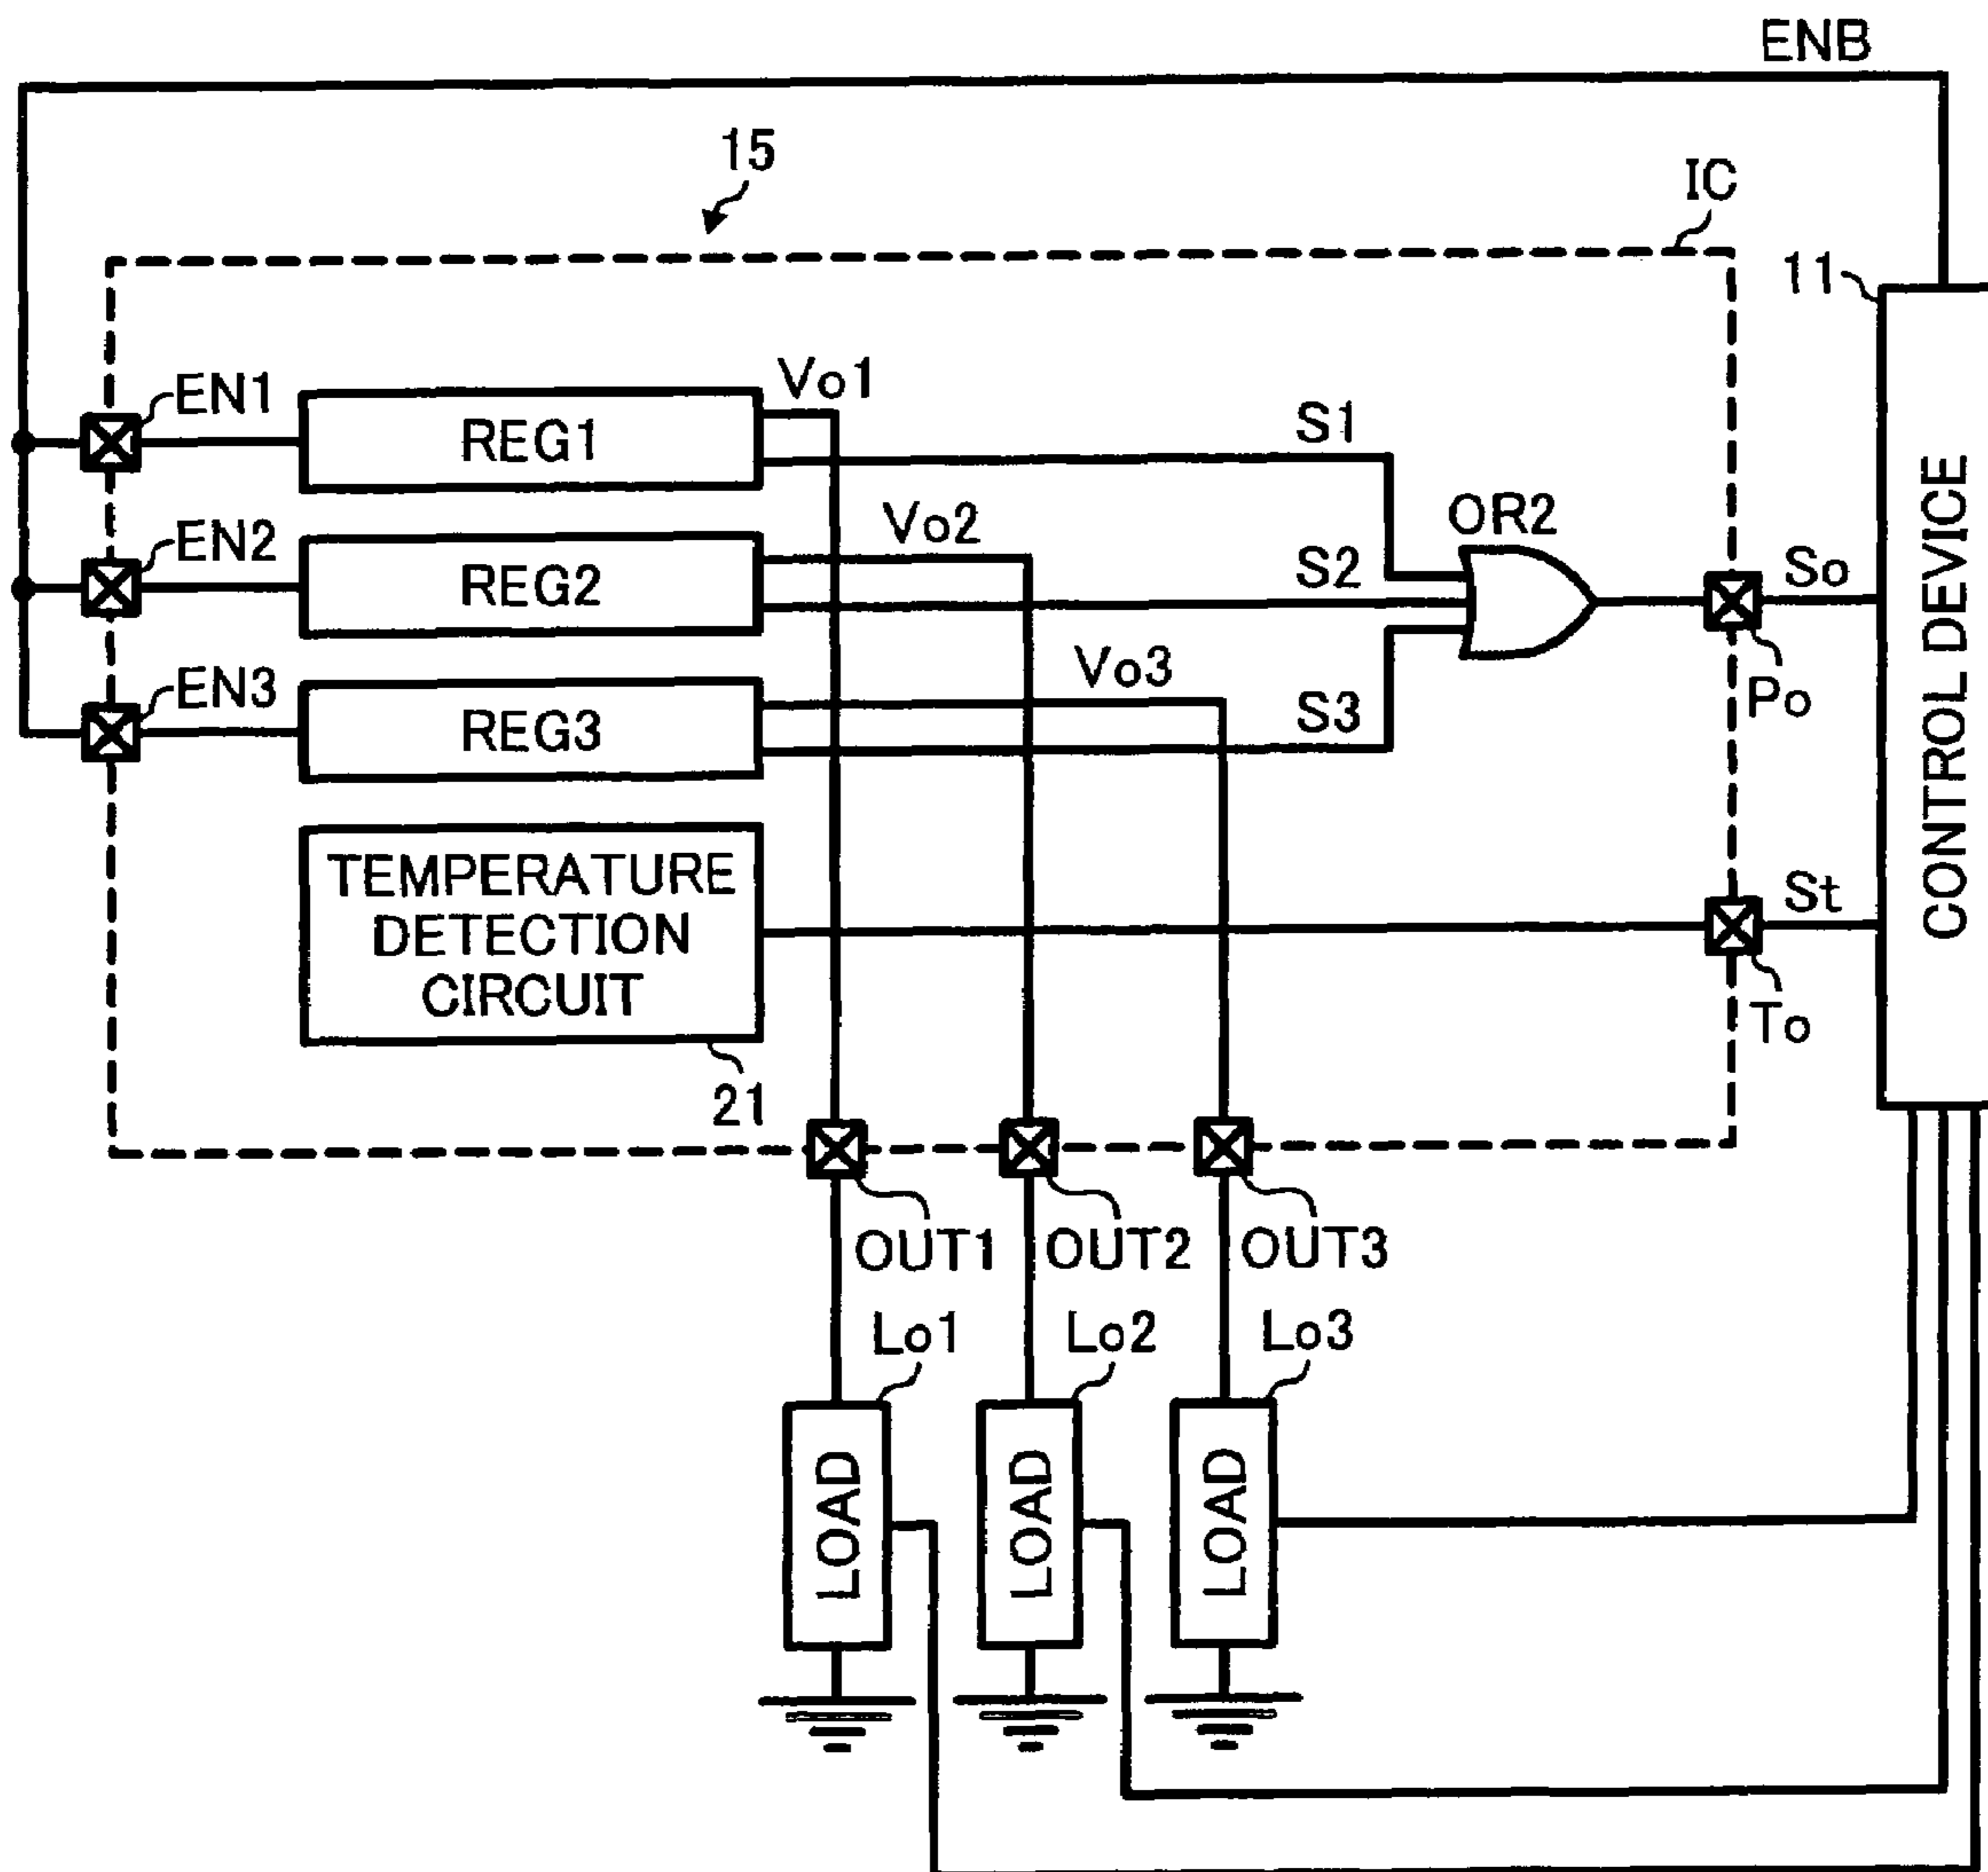 ENB
15
IC
11
EN1
REG1
Vo1
S1
EN2
REG2
Vo2
S2
OR2
So
Po
EN3
REG3
Vo3
S3
CONTROL DEVICE
TEMPERATURE
DETECTION
CIRCUIT
21
St
To
OUT1
OUT2
OUT3
Lo1
Lo2
Lo3
LOAD
LOAD
LOAD